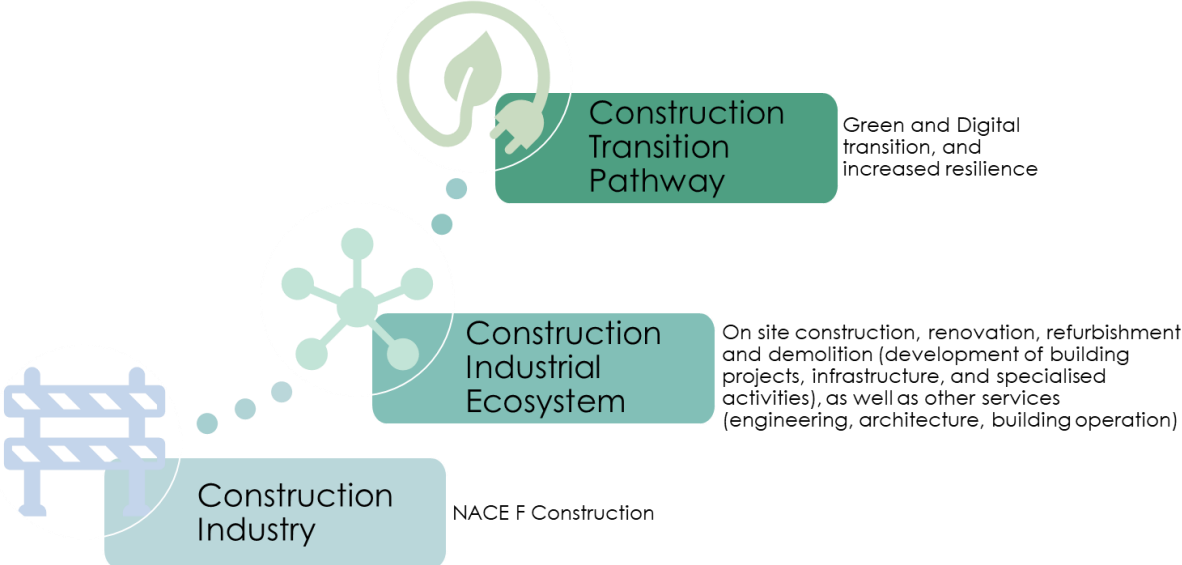 Construction
Transition
Pathway
Green and Digital
transition, and
increased resilience
Construction
Industrial
Ecosystem
On site construction, renovation, refurbishment
and demolition (development of building
projects, infrastructure, and specialised
activities), as well as other services
(engineering, architecture, building operation)
Construction
Industry
NACE F Construction